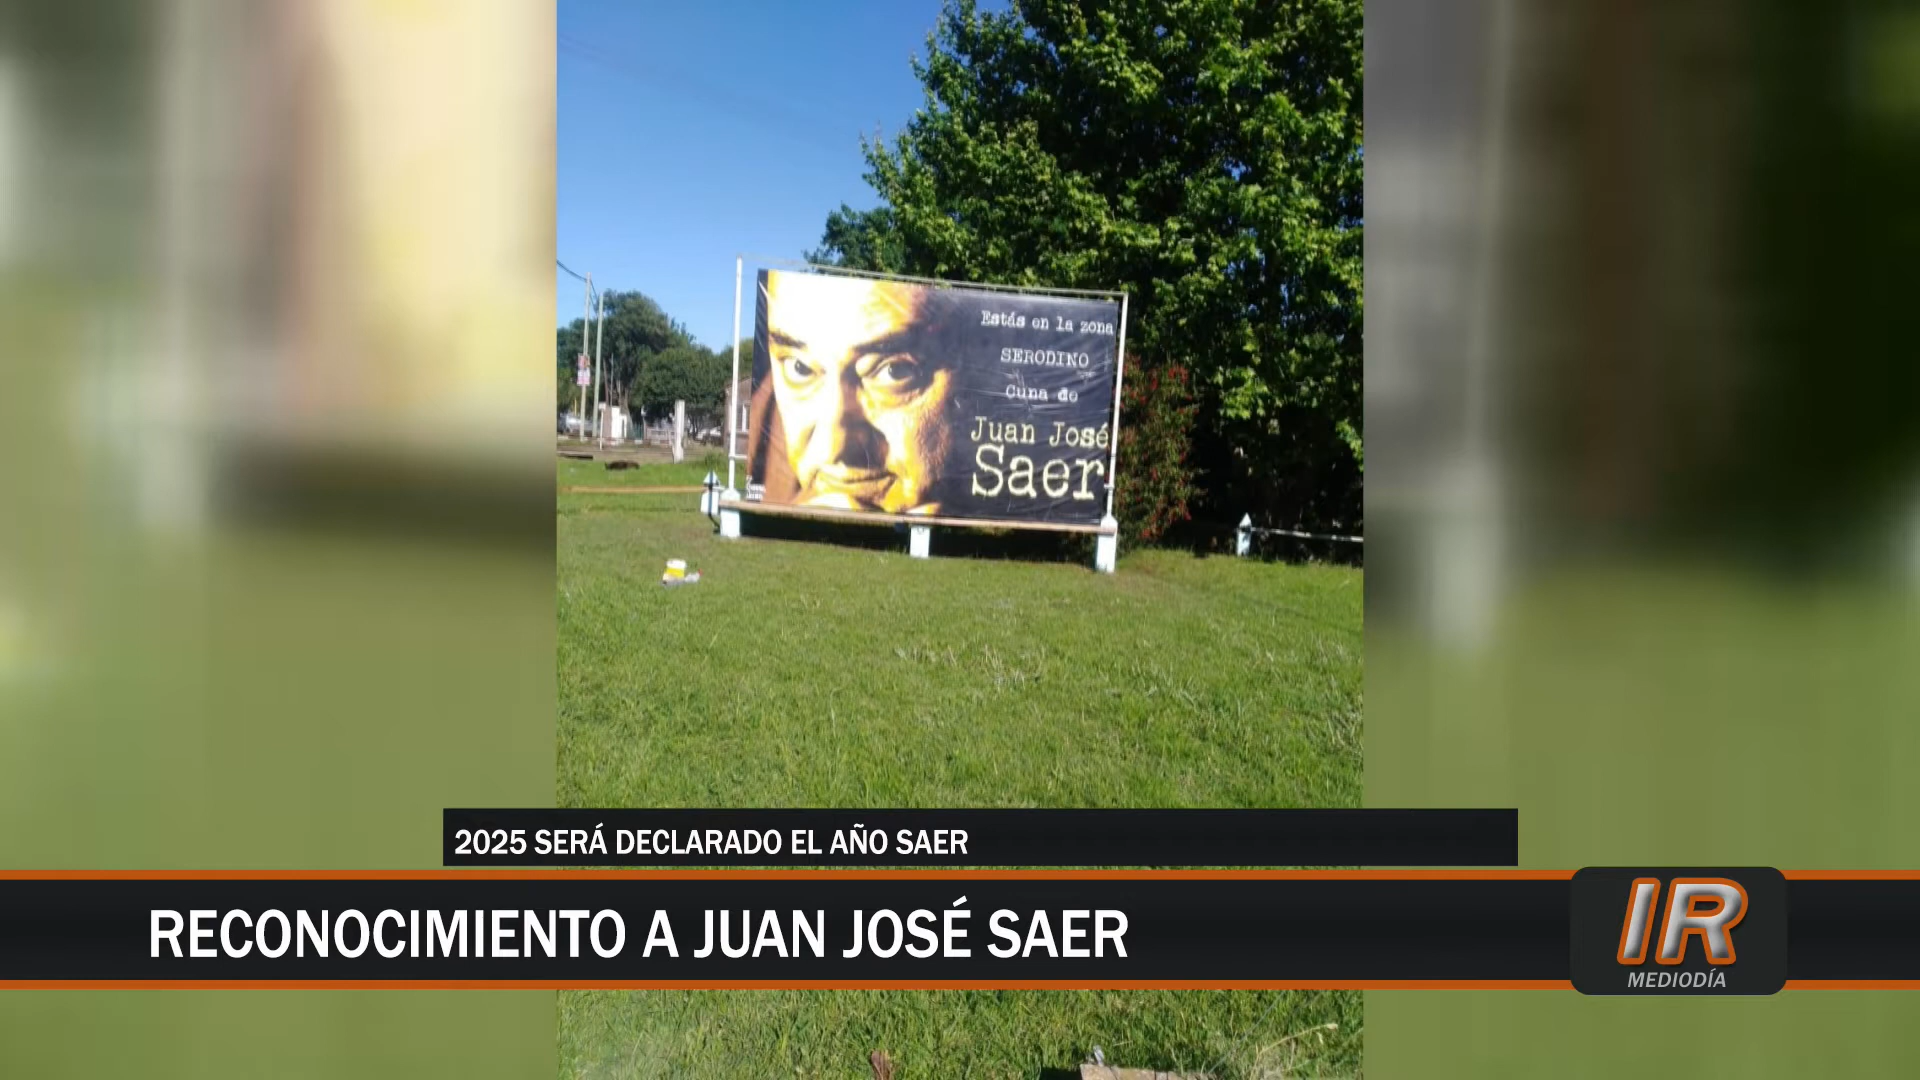 Estás en la zona
SERODINO
Cuna de
Juan José
Saer
2025 SERÁ DECLARADO EL AÑO SAER
RECONOCIMIENTO A JUAN JOSÉ SAER
IR
MEDIODÍA